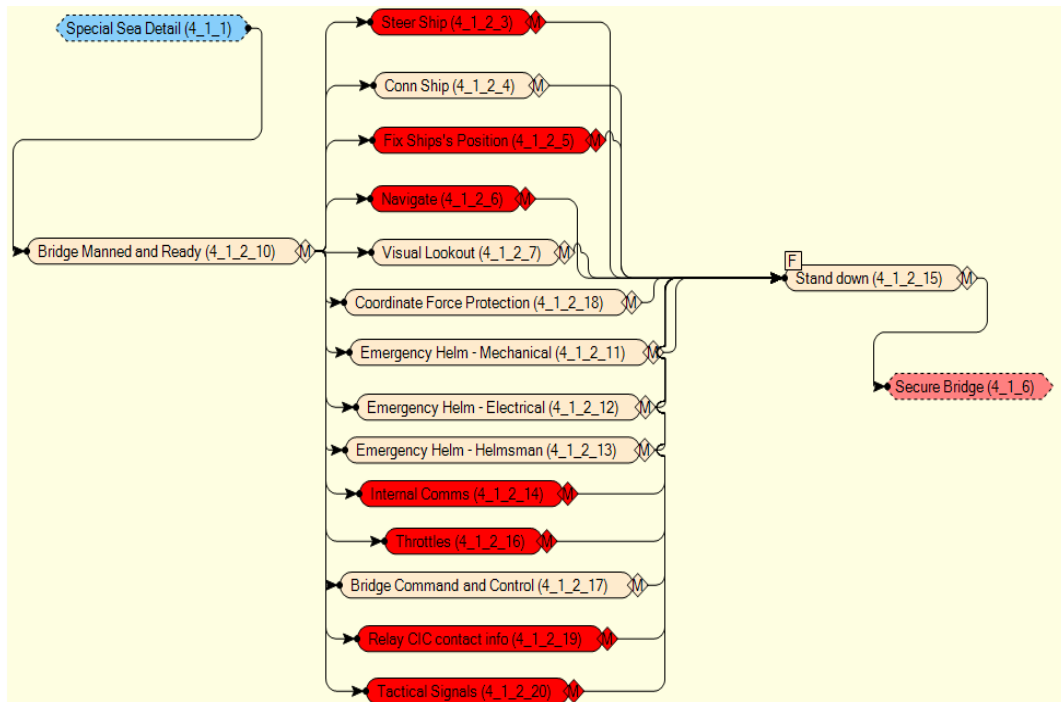 Special Sea Detail (4_1_1)
Steer Ship (4_1_2_3) M
Conn Ship (4_1_2_4) M
Fix Ships's Position (4_1_2_5) M
Navigate (4_1_2_6) M
Bridge Manned and Ready (4_1_2_10) M
Visual Lookout (4_1_2_7) M
F
Stand down (4_1_2_15) M
Coordinate Force Protection (4_1_2_18) M
Emergency Helm - Mechanical (4_1_2_11) M
Secure Bridge (4_1_6)
Emergency Helm - Electrical (4_1_2_12) M
Emergency Helm - Helmsman (4_1_2_13) M
Internal Comms (4_1_2_14) M
Throttles (4_1_2_16) M
Bridge Command and Control (4_1_2_17) M
Relay CIC contact info (4_1_2_19) M
Tactical Signals (4_1_2_20) M